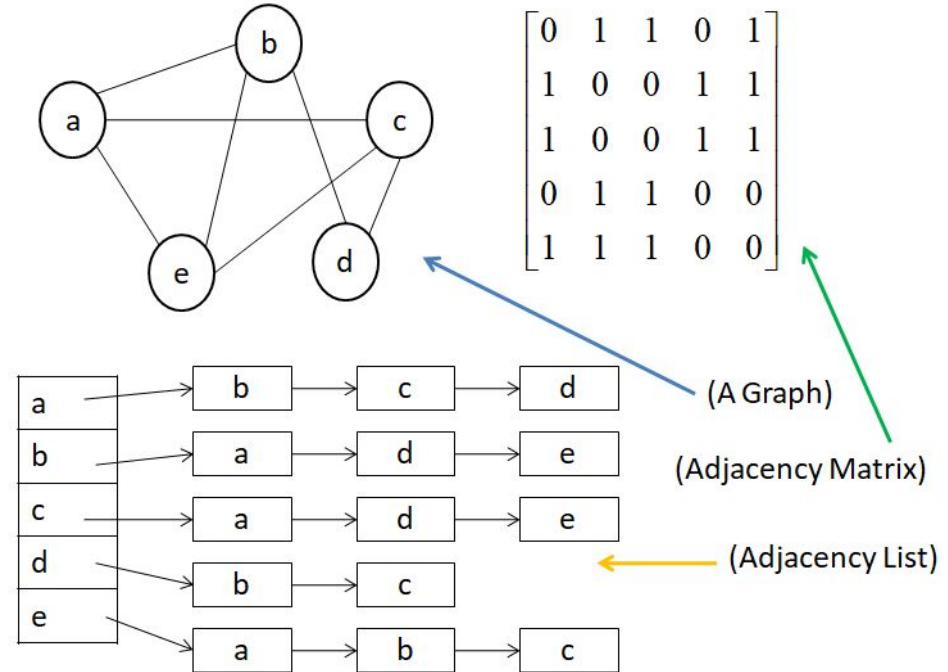 b
a
c
e
d
0 1 1 0 1
1 0 0 1 1
1 0 0 1 1
0 1 1 0 0
1 1 1 0 0
(A Graph)
(Adjacency Matrix)
(Adjacency List)
a b c d
b a d e
c a d e
d b c
e a b c